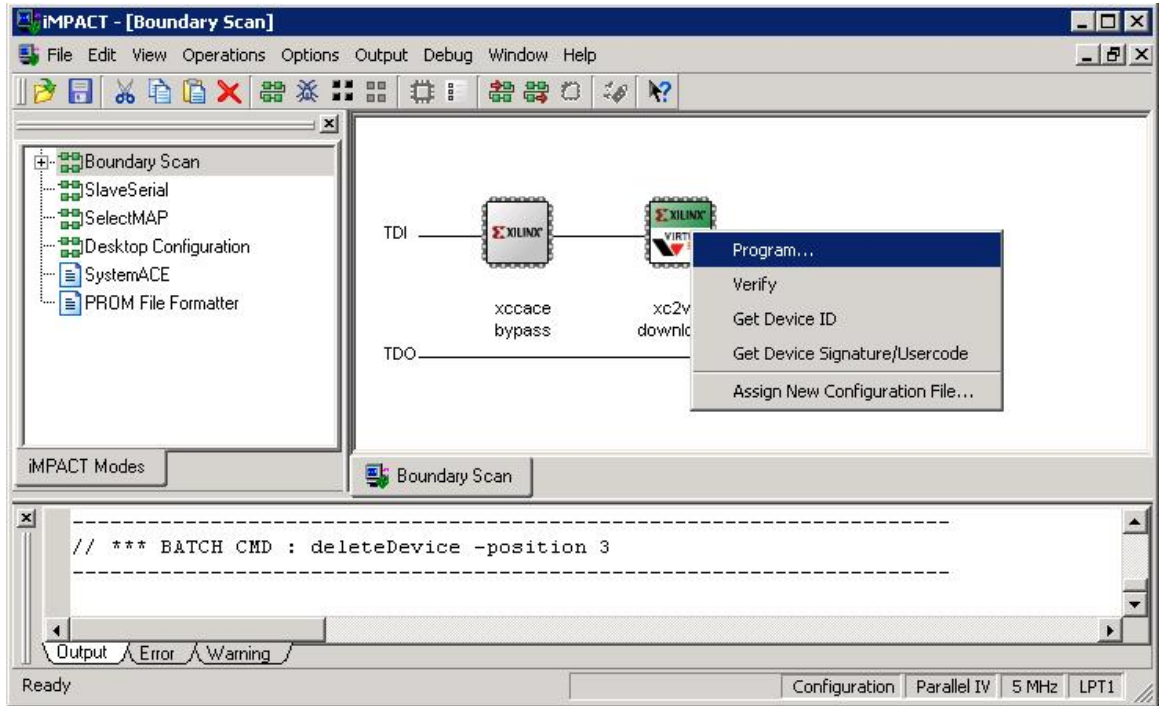 iMPACT - [Boundary Scan]
File Edit View Operations Options Output Debug Window Help
Boundary Scan
SlaveSerial
SelectMAP
Desktop Configuration
SystemACE
PROM File Formatter
iMPACT Modes
TDI
XILINX
XILINX
xccace
bypass
TDO
Program...
Verify
Get Device ID
Get Device Signature/Usercode
Assign New Configuration File...
Boundary Scan
--------------------------------------------------------------------
// *** BATCH CMD : deleteDevice -position 3
--------------------------------------------------------------------
Output Error Warning
Ready Configuration Parallel IV 5 MHz LPT1